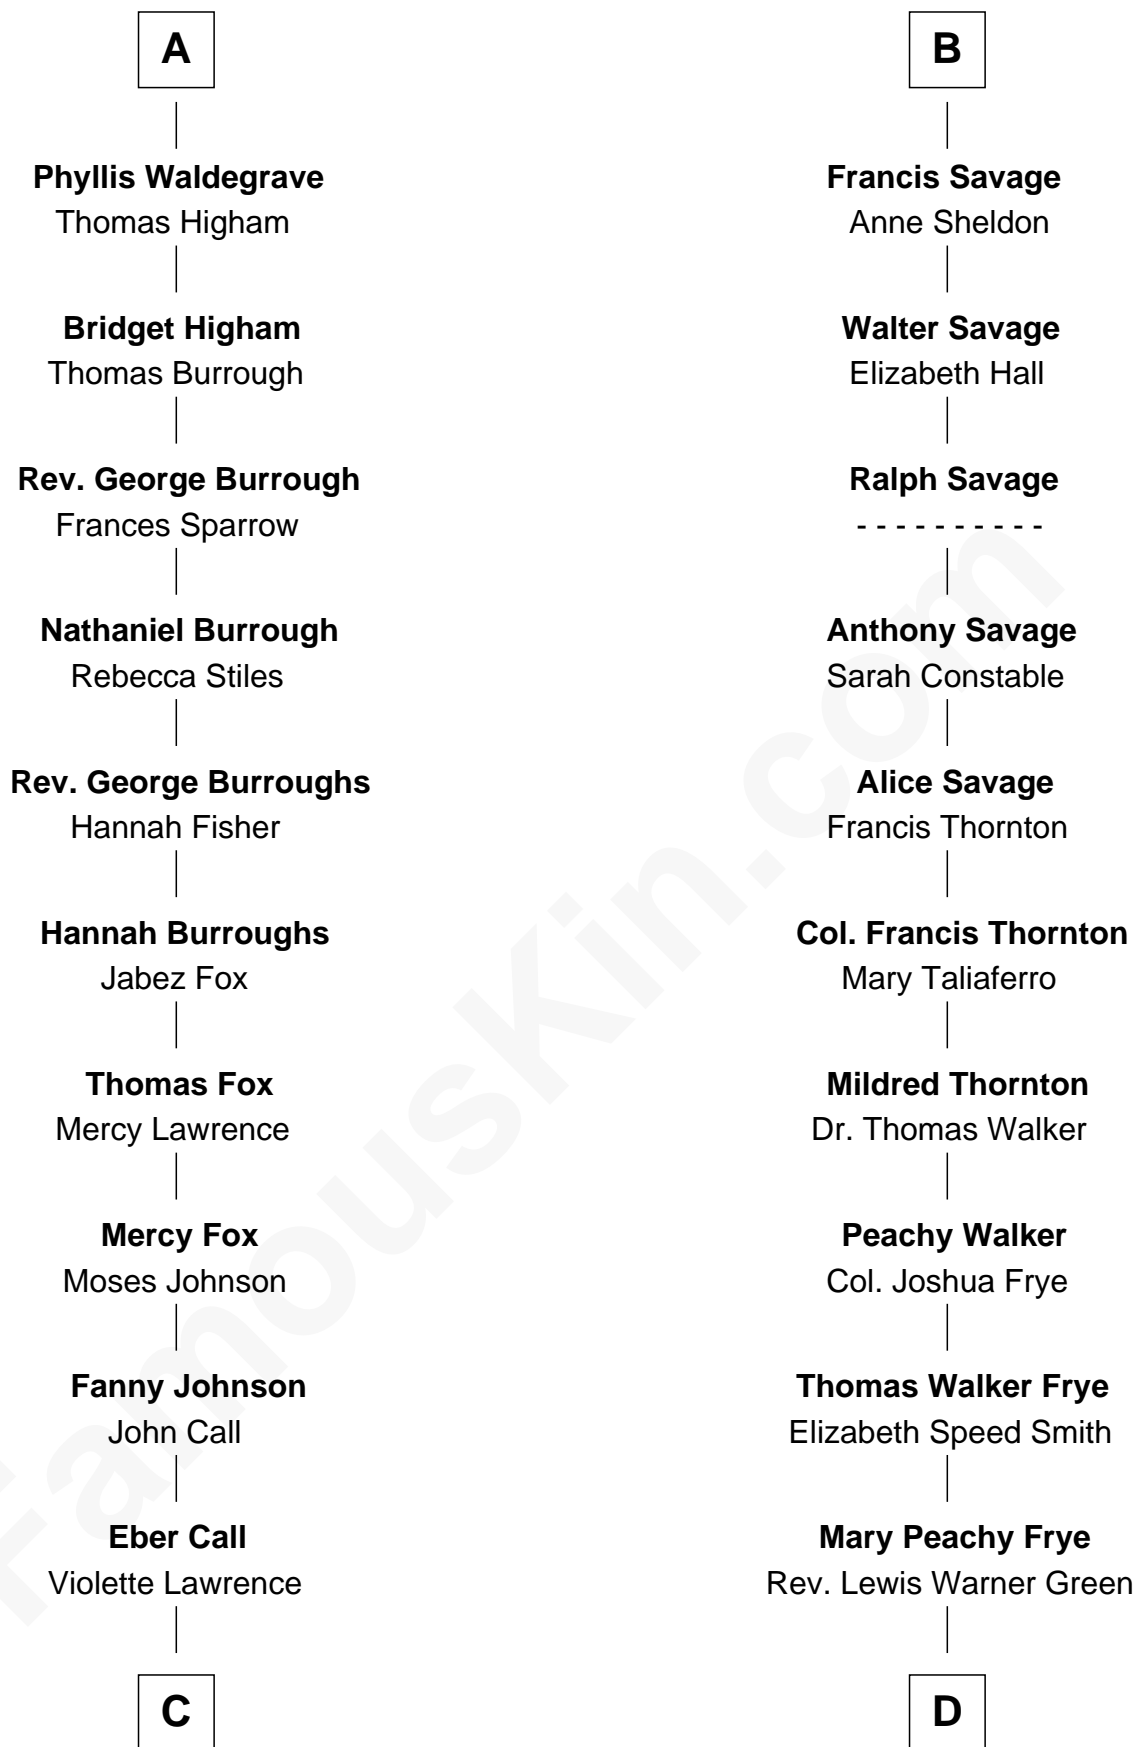 A
Phyllis Waldegrave
Thomas Higham
Bridget Higham
Thomas Burrough
Rev. George Burrough
Frances Sparrow
Nathaniel Burrough
Rebecca Stiles
Rev. George Burroughs
Hannah Fisher
Hannah Burroughs
Jabez Fox
Thomas Fox
Mercy Lawrence
Mercy Fox
Moses Johnson
Fanny Johnson
John Call
Eber Call
Violette Lawrence
C
B
Francis Savage
Anne Sheldon
Walter Savage
Elizabeth Hall
Ralph Savage
- - - - - - - - - -
Anthony Savage
Sarah Constable
Alice Savage
Francis Thornton
Col. Francis Thornton
Mary Taliaferro
Mildred Thornton
Dr. Thomas Walker
Peachy Walker
Col. Joshua Frye
Thomas Walker Frye
Elizabeth Speed Smith
Mary Peachy Frye
Rev. Lewis Warner Green
D
FamousKin.com